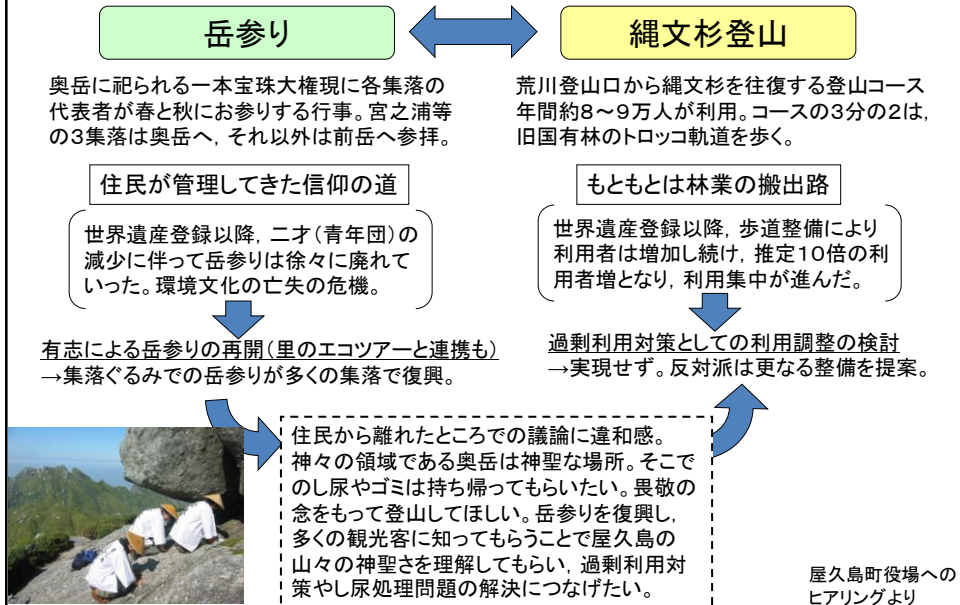 岳参り
縄文杉登山
奥岳に祀られる一本宝珠大権現に各集落の
代表者が春と秋にお参りする行事。宮之浦等
の3集落は奥岳へ，それ以外は前岳へ参拝。
荒川登山口から縄文杉を往復する登山コース
年間約8～9万人が利用。コースの3分の2は，
旧国有林のトロッコ軌道を歩く。
住民が管理してきた信仰の道
もともとは林業の搬出路
世界遺産登録以降，二才（青年団）の
減少に伴って岳参りは徐々に廃れて
いった。環境文化の亡失の危機。
世界遺産登録以降，歩道整備により
利用者は増加し続け，推定10倍の利
用者増となり，利用集中が進んだ。
有志による岳参りの再開（里のエコツアーと連携も）
→集落ぐるみでの岳参りが多くの集落で復興。
過剰利用対策としての利用調整の検討
→実現せず。反対派は更なる整備を提案。
住民から離れたところでの議論に違和感。
神々の領域である奥岳は神聖な場所。そこで
のし尿やゴミは持ち帰ってもらいたい。畏敬の
念をもって登山してほしい。岳参りを復興し，
多くの観光客に知ってもらうことで屋久島の
山々の神聖さを理解してもらい，過剰利用対
策やし尿処理問題の解決につなげたい。
屋久島町役場への
ヒアリングより